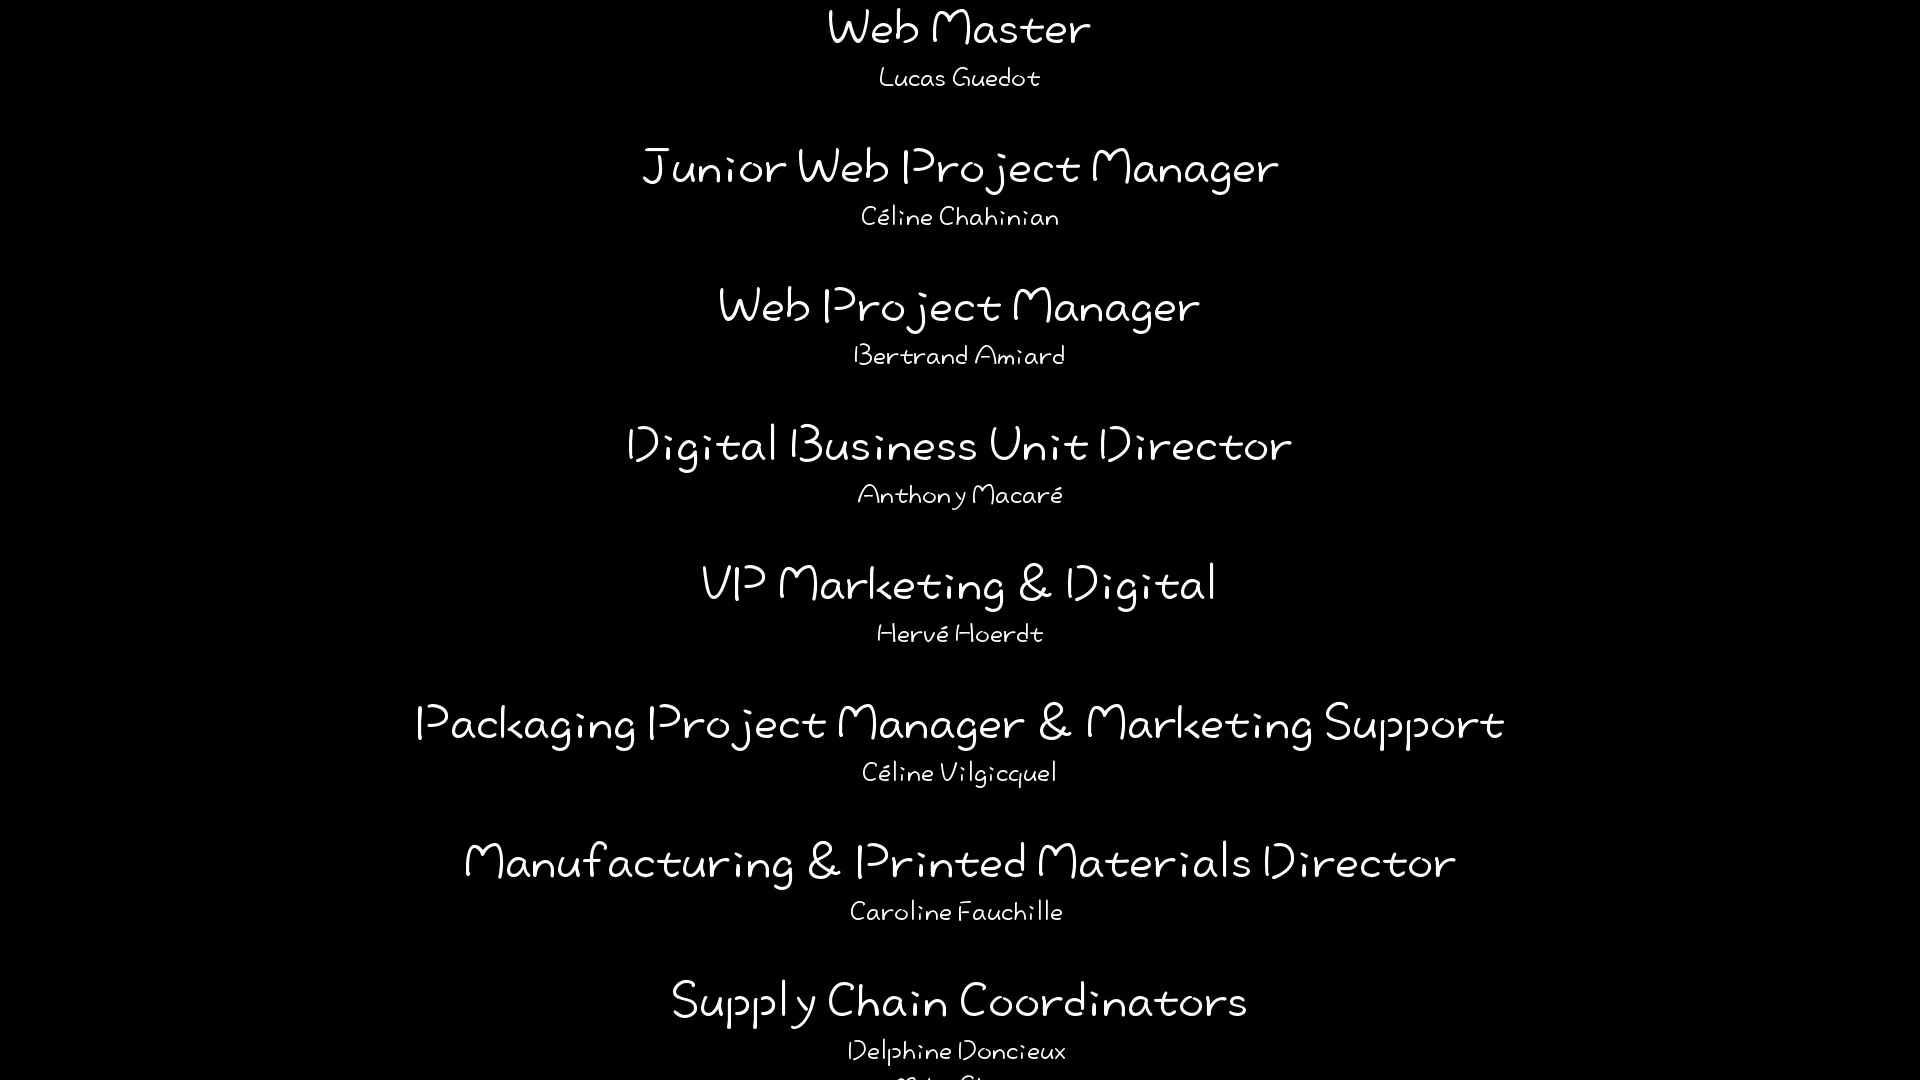 Web Master
Lucas Guedot
Junior Web Project Manager
Céline Chahinian
Web Project Manager
Bertrand Amiard
Digital Business Unit Director
Anthony Macaré
VP Marketing & Digital
Hervé Hoerdt
Packaging Project Manager & Marketing Support
Céline Vilgicquel
Manufacturing & Printed Materials Director
Caroline Fauchille
Supply Chain Coordinators
Delphine Doncieux